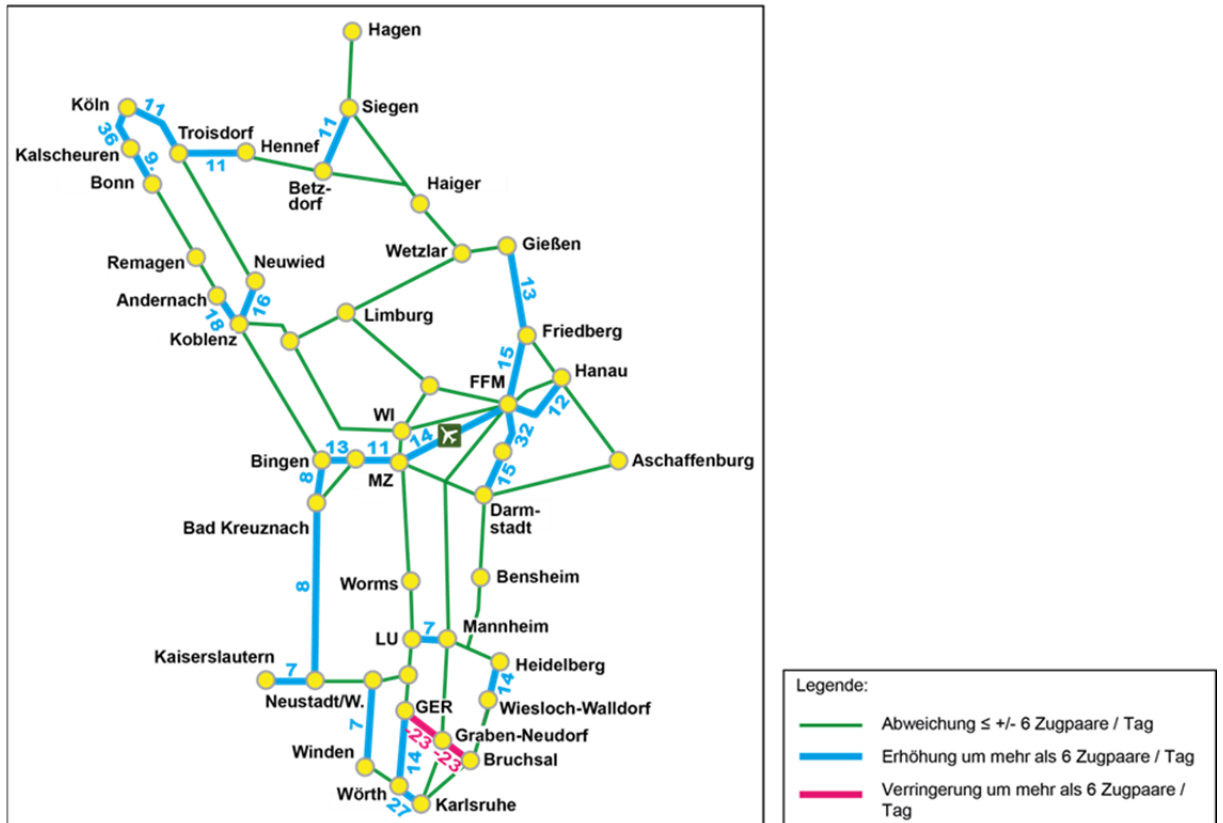 Hagen
Köln
11
Siegen
36
Troisdorf
Hennef
11
Kalscheuren
9
11
Bonn
Betz-
dorf
Haiger
Gießen
Wetzlar
Remagen
Neuwied
13
Andernach
16
18
Limburg
Koblenz
Friedberg
15
Hanau
FFM
12
WI
14
32
Bingen
13
11
MZ
Aschaffenburg
8
15
Bad Kreuznach
Darm-
stadt
8
Worms
Bensheim
LU
7
Mannheim
Kaiserslautern
7
Heidelberg
14
Neustadt/W.
GER
Wiesloch-Walldorf
7
-23
Graben-Neudorf
-23
Winden
14
Bruchsal
Wörth
27
Karlsruhe
Legende:
Abweichung ≤ +/- 6 Zugpaare / Tag
Erhöhung um mehr als 6 Zugpaare / Tag
Verringerung um mehr als 6 Zugpaare /
Tag